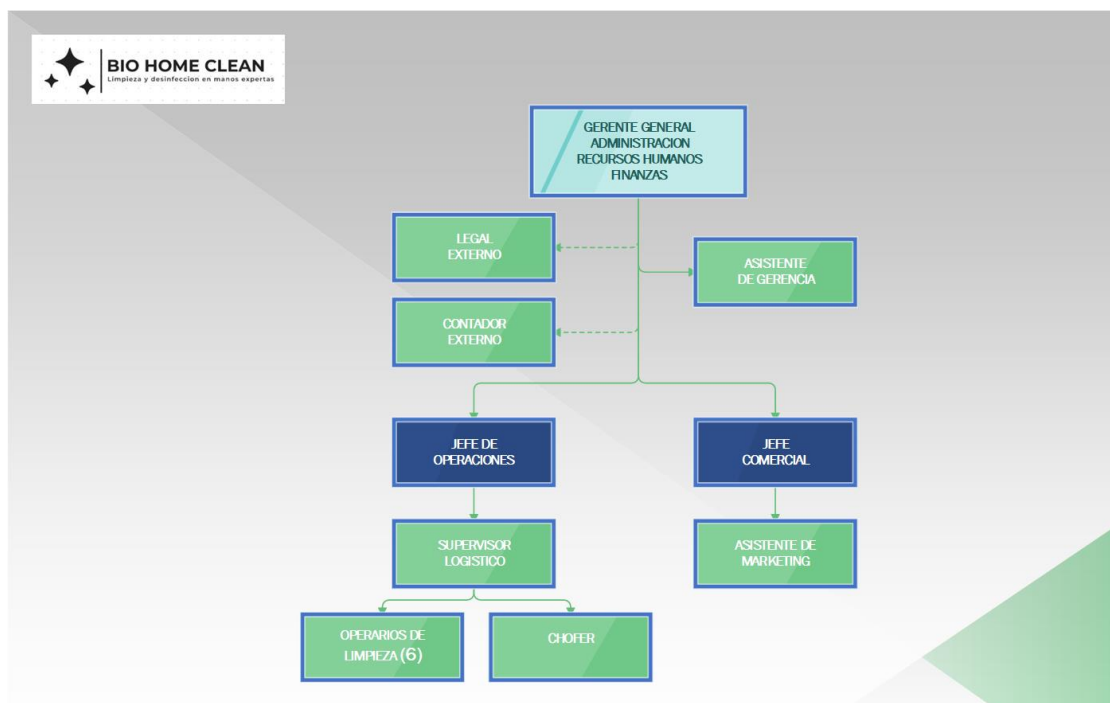 BIO HOME CLEAN
Limpieza y desinfeccion en manos expertas
GERENTE GENERAL
ADMINISTRACION
RECURSOS HUMANOS
FINANZAS
LEGAL
EXTERNO
ASISTENTE
DE GERENCIA
CONTADOR
EXTERNO
JEFE DE
OPERACIONES
JEFE
COMERCIAL
SUPERVISOR
LOGISTICO
ASISTENTE DE
MARKETING
OPERARIOS DE
LIMPIEZA (6)
CHOFER